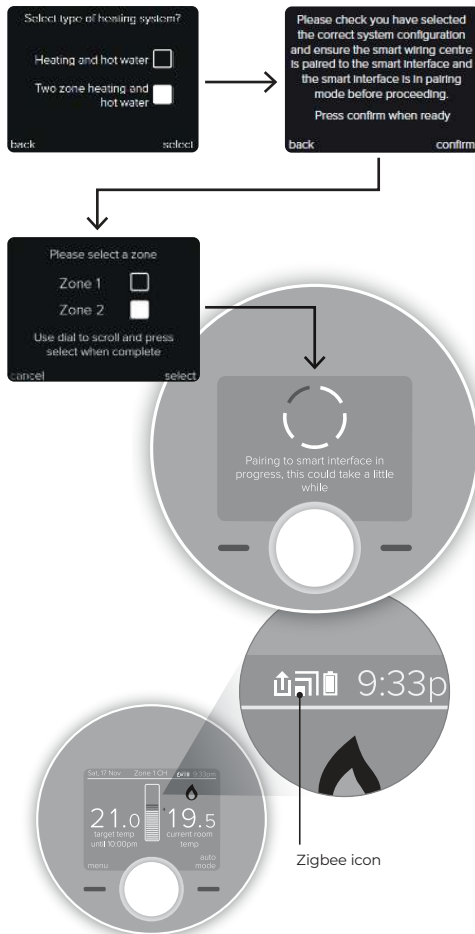 Select type of heating system?
Heating and hot water
Two zone heating and
hot water
back select
Please check you have selected
the correct system configuration
and ensure the smart wiring centre
is paired to the smart interface and
the smart interface is in pairing
mode before proceeding.
Press confirm when ready
back confirm
Please select a zone
Zone 1
Zone 2
Use dial to scroll and press
select when complete
cancel select
Pairing to smart interface in
progress, this could take a little
while
9:33p
Sat, 17 Nov Zone 1 CH 9:33pm
21.0 19.5
target temp current room
until 10:00pm temp
menu auto
mode
Zigbee icon